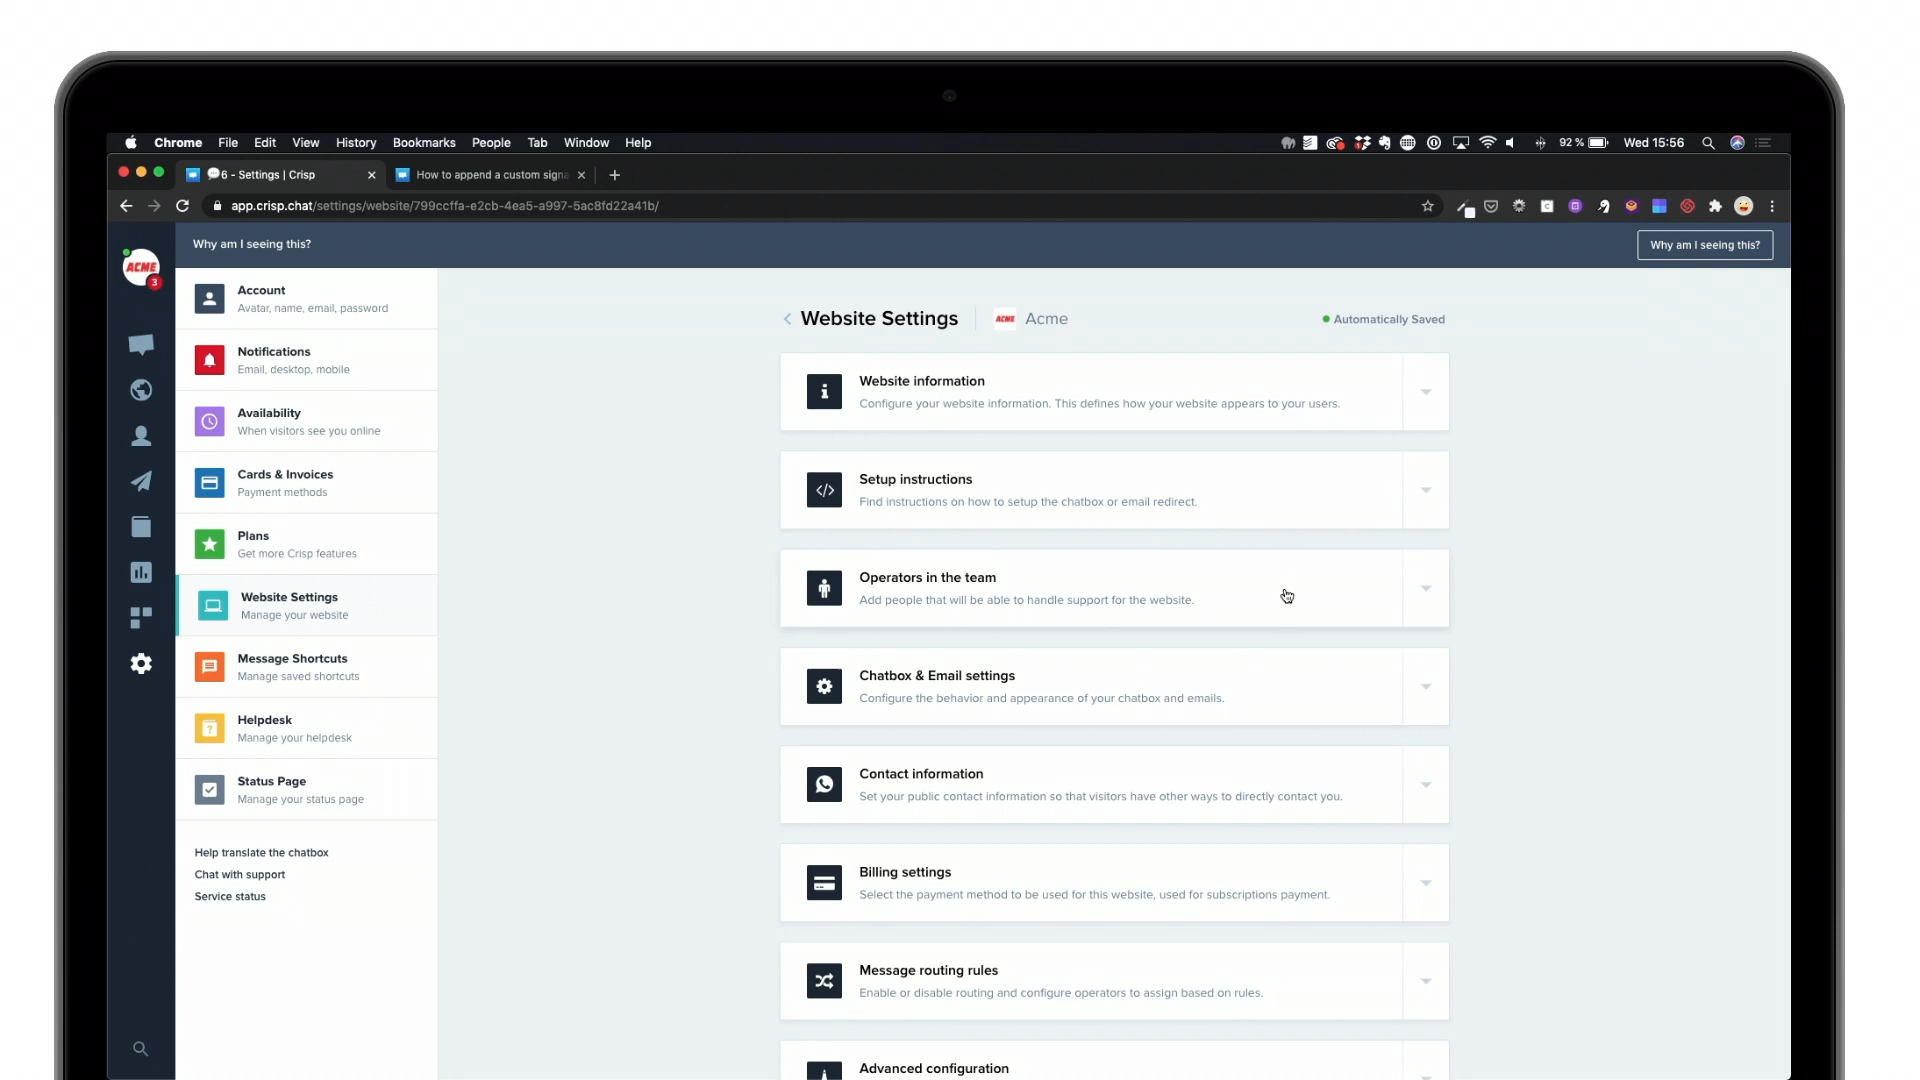 Chrome File Edit View History Bookmarks People Tab Window Help
92 % Wed 15:56
6 - Settings | Crisp
How to append a custom signa
app.crisp.chat/settings/website/799ccffa-e2cb-4ea5-a997-5ac8fd22a41b/
Why am I seeing this?
Why am I seeing this?
ACME
3
Account
Avatar, name, email, password
Notifications
Email, desktop, mobile
Availability
When visitors see you online
Cards & Invoices
Payment methods
Plans
Get more Crisp features
Website Settings
Manage your website
Message Shortcuts
Manage saved shortcuts
Helpdesk
Manage your helpdesk
Status Page
Manage your status page
Help translate the chatbox
Chat with support
Service status
Website Settings
ACME Acme
Automatically Saved
Website information
Configure your website information. This defines how your website appears to your users.
Setup instructions
Find instructions on how to setup the chatbox or email redirect.
Operators in the team
Add people that will be able to handle support for the website.
Chatbox & Email settings
Configure the behavior and appearance of your chatbox and emails.
Contact information
Set your public contact information so that visitors have other ways to directly contact you.
Billing settings
Select the payment method to be used for this website, used for subscriptions payment.
Message routing rules
Enable or disable routing and configure operators to assign based on rules.
Advanced configuration